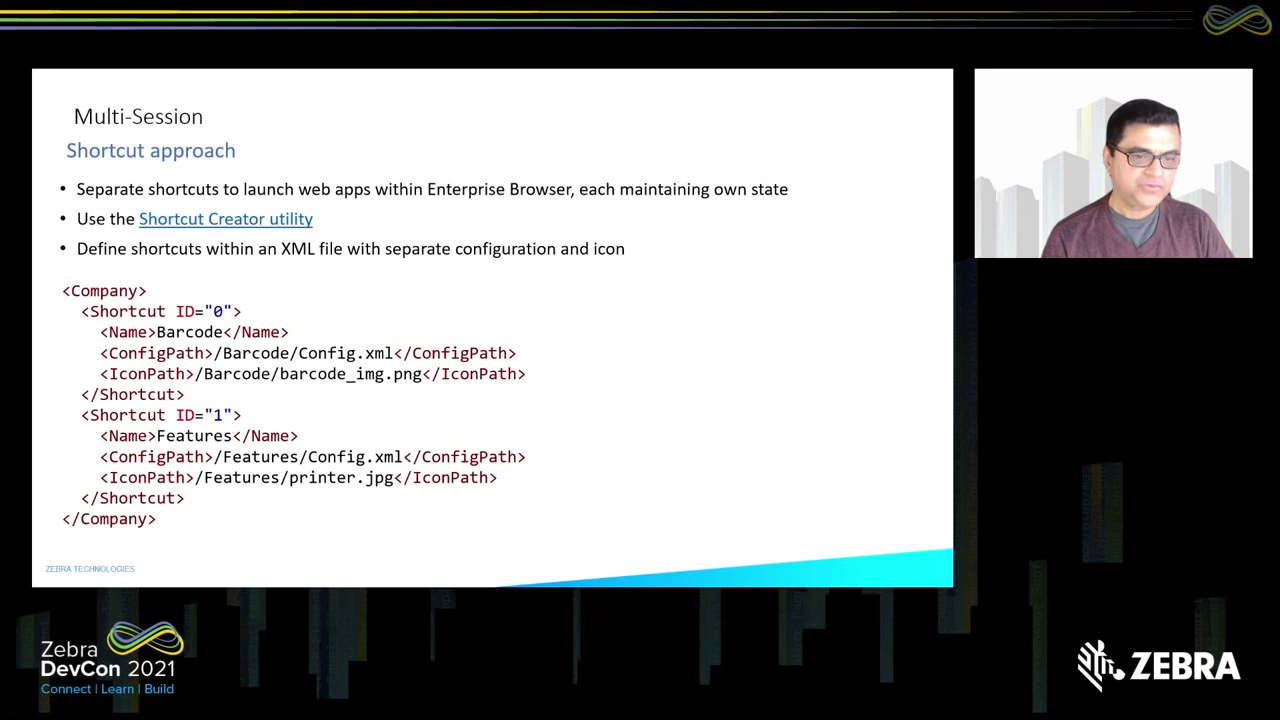 Multi-Session
Shortcut approach
• Separate shortcuts to launch web apps within Enterprise Browser, each maintaining own state
• Use the Shortcut Creator utility
• Define shortcuts within an XML file with separate configuration and icon
<Company>
  <Shortcut ID="0">
    <Name>Barcode</Name>
    <ConfigPath>/Barcode/Config.xml</ConfigPath>
    <IconPath>/Barcode/barcode_img.png</IconPath>
  </Shortcut>
  <Shortcut ID="1">
    <Name>Features</Name>
    <ConfigPath>/Features/Config.xml</ConfigPath>
    <IconPath>/Features/printer.jpg</IconPath>
  </Shortcut>
</Company>
ZEBRA TECHNOLOGIES
Zebra
DevCon 2021
Connect | Learn | Build
ZEBRA